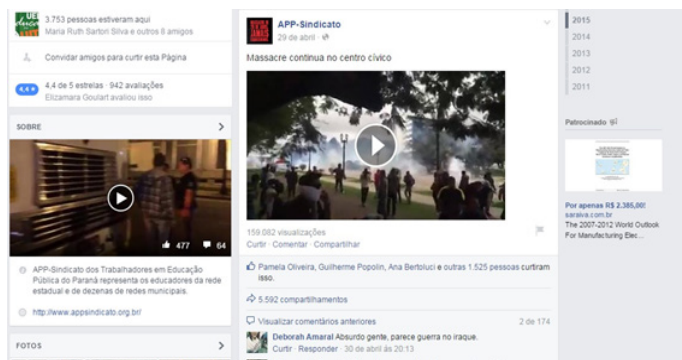 3.753 pessoas estiveram aqui
Maria Ruth Sartori Silva e outros 6 amigos
Convidar amigos para curtir esta Página
4,4 ★
4,4 de 5 estrelas · 942 avaliações
Elizamara Goulart avaliou isso
SOBRE
477
64
APP-Sindicato dos Trabalhadores em Educação
Pública do Paraná representa os educadores da rede
estadual e de dezenas de redes municipais.
http://www.appsindicato.org.br/
FOTOS
APP-Sindicato
29 de abril ·
Massacre continua no centro cívico
159.082 visualizações
Curtir · Comentar · Compartilhar
Pamela Oliveira, Guilherme Popolin, Ana Bertoluci e outras 1.525 pessoas curtiram
isso.
5.592 compartilhamentos
Visualizar comentários anteriores
2 de 174
Deborah Amaral Absurdo gente, parece guerra no iraque.
Curtir · Responder · 30 de abril às 20:13
2015
2014
2013
2012
2011
Patrocinado
Por apenas R$ 2.385,00!
saraiva.com.br
The 2007-2012 World Outlook
For Manufacturing Elec...